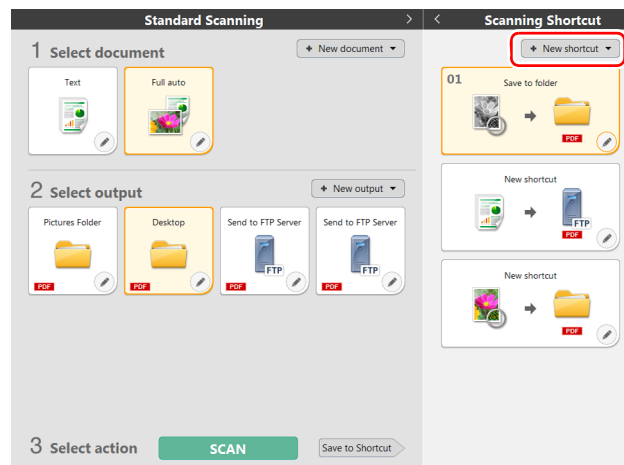 Standard Scanning >
1 Select document
+ New document ▼
Text
Full auto
2 Select output
+ New output ▼
Pictures Folder
PDF
Desktop
PDF
Send to FTP Server
FTP
PDF
Send to FTP Server
FTP
PDF
3 Select action
SCAN
Save to Shortcut
< Scanning Shortcut
+ New shortcut ▼
01
Save to folder
PDF
New shortcut
FTP
PDF
New shortcut
PDF